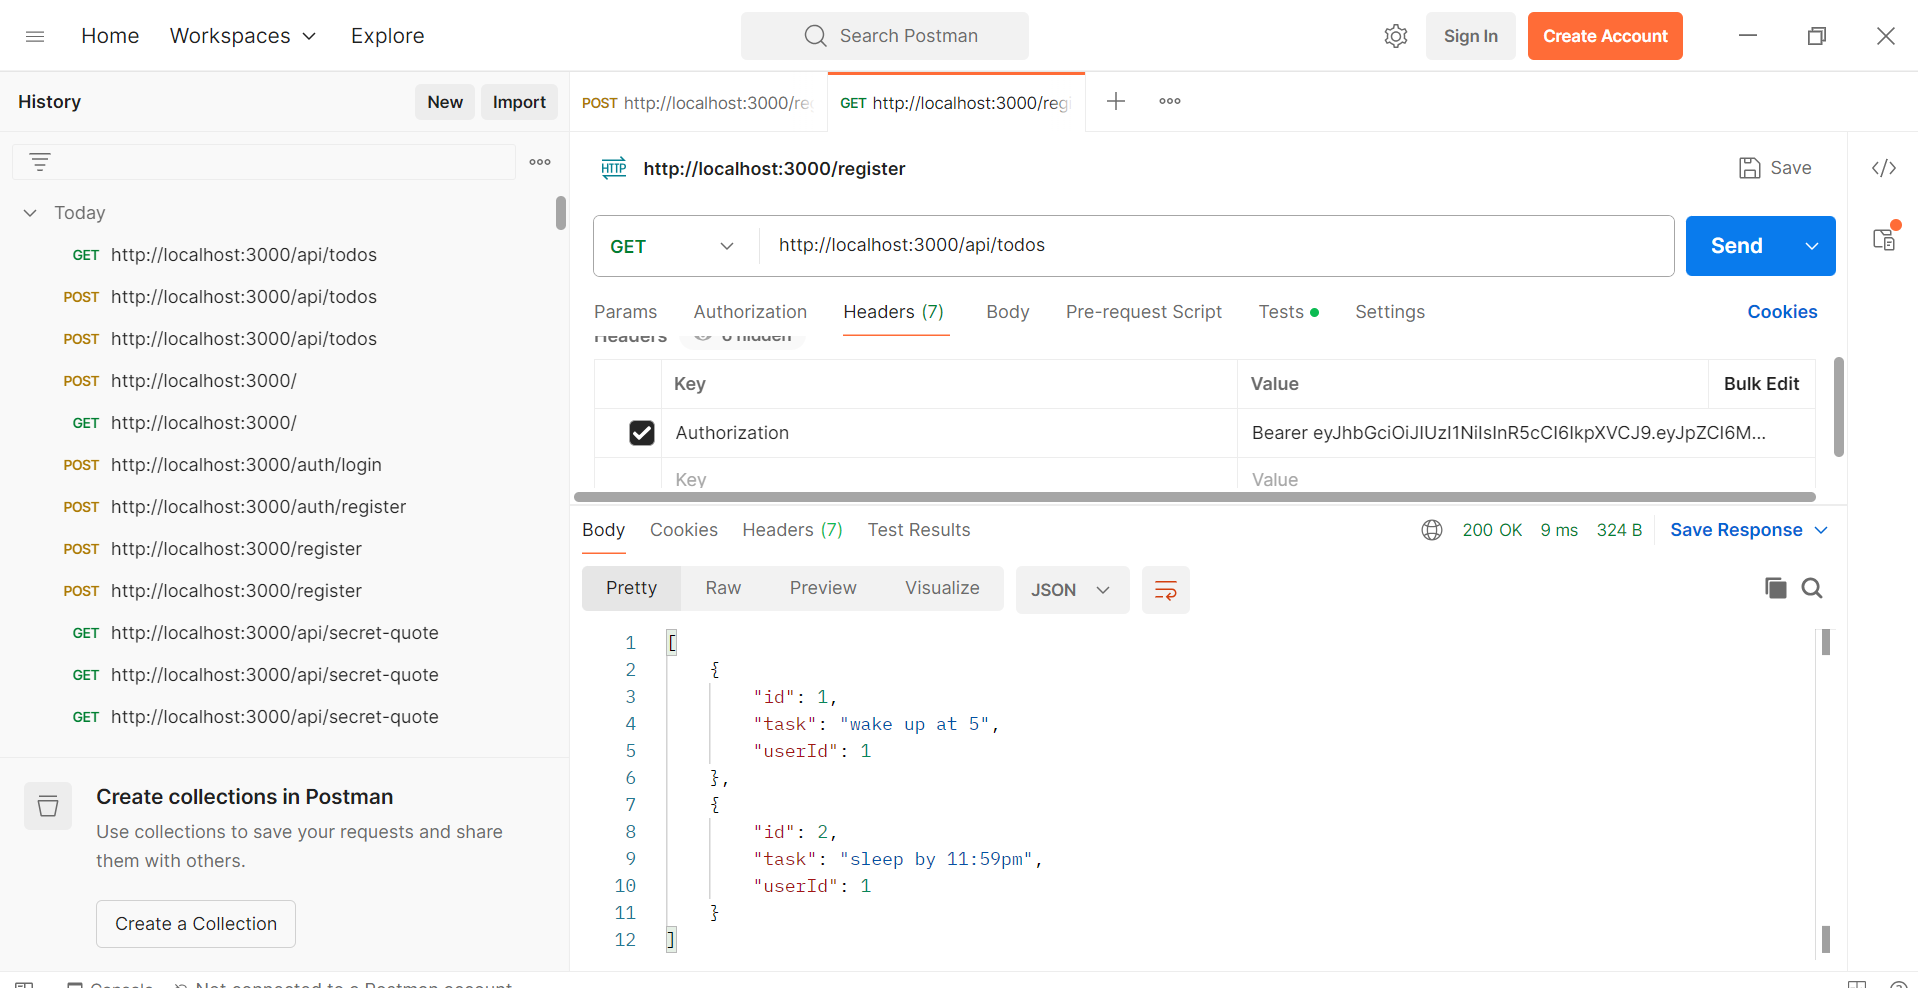 Home Workspaces Explore Search Postman Sign In Create Account
History New Import
POST http://localhost:3000/re GET http://localhost:3000/regi
Today
GET http://localhost:3000/api/todos
POST http://localhost:3000/api/todos
POST http://localhost:3000/api/todos
POST http://localhost:3000/
GET http://localhost:3000/
POST http://localhost:3000/auth/login
POST http://localhost:3000/auth/register
POST http://localhost:3000/register
POST http://localhost:3000/register
GET http://localhost:3000/api/secret-quote
GET http://localhost:3000/api/secret-quote
GET http://localhost:3000/api/secret-quote
Create collections in Postman
Use collections to save your requests and share
them with others.
Create a Collection
HTTP http://localhost:3000/register Save
GET http://localhost:3000/api/todos Send
Params Authorization Headers (7) Body Pre-request Script Tests Settings Cookies
Headers 6 hidden
Key Value Bulk Edit
Authorization Bearer eyJhbGciOiJIUzI1NiIsInR5cCI6IkpXVCJ9.eyJpZCI6M...
Key Value
Body Cookies Headers (7) Test Results 200 OK 9 ms 324 B Save Response
Pretty Raw Preview Visualize JSON
1 [
2 {
3 "id": 1,
4 "task": "wake up at 5",
5 "userId": 1
6 },
7 {
8 "id": 2,
9 "task": "sleep by 11:59pm",
10 "userId": 1
11 }
12 ]
Console Not connected to a Postman account